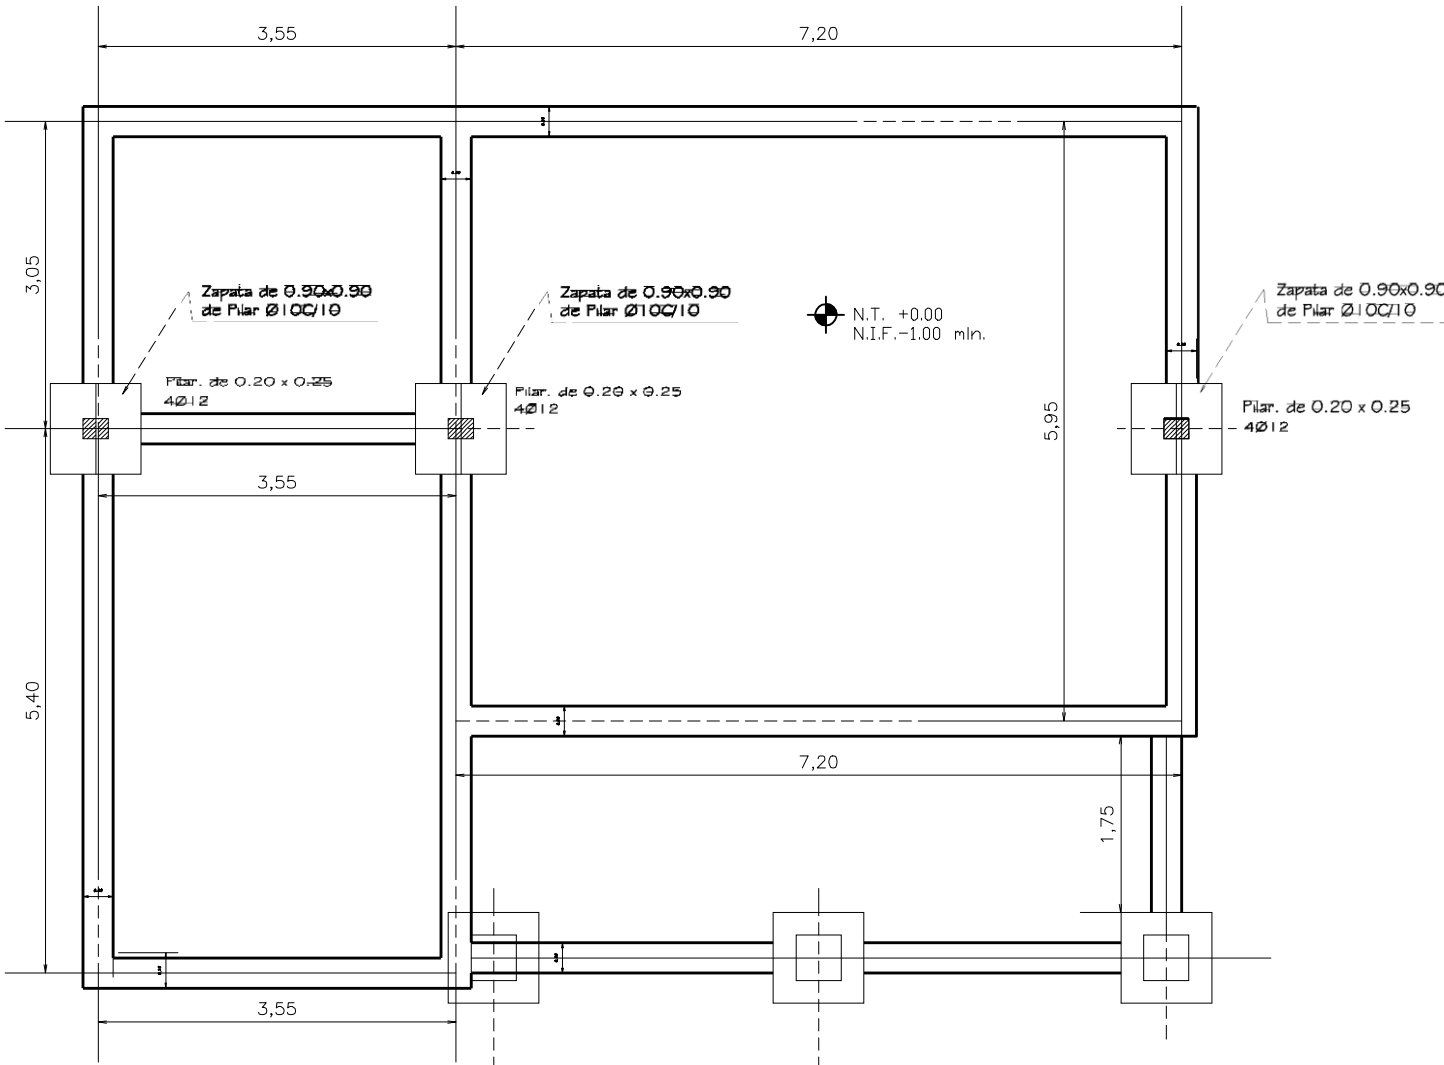 3,55
7,20
3,05
Zapata de 0.90x0.90
de Pilar Ø10C/10
Zapata de 0.90x0.90
de Pilar Ø10C/10
N.T. +0.00
N.I.F.-1.00 mín.
Zapata de 0.90x0.90
de Pilar Ø10C/10
Pilar. de 0.20 x 0.25
4Ø12
Pilar. de 0.20 x 0.25
4Ø12
Pilar. de 0.20 x 0.25
4Ø12
5,95
3,55
5,40
7,20
1,75
3,55